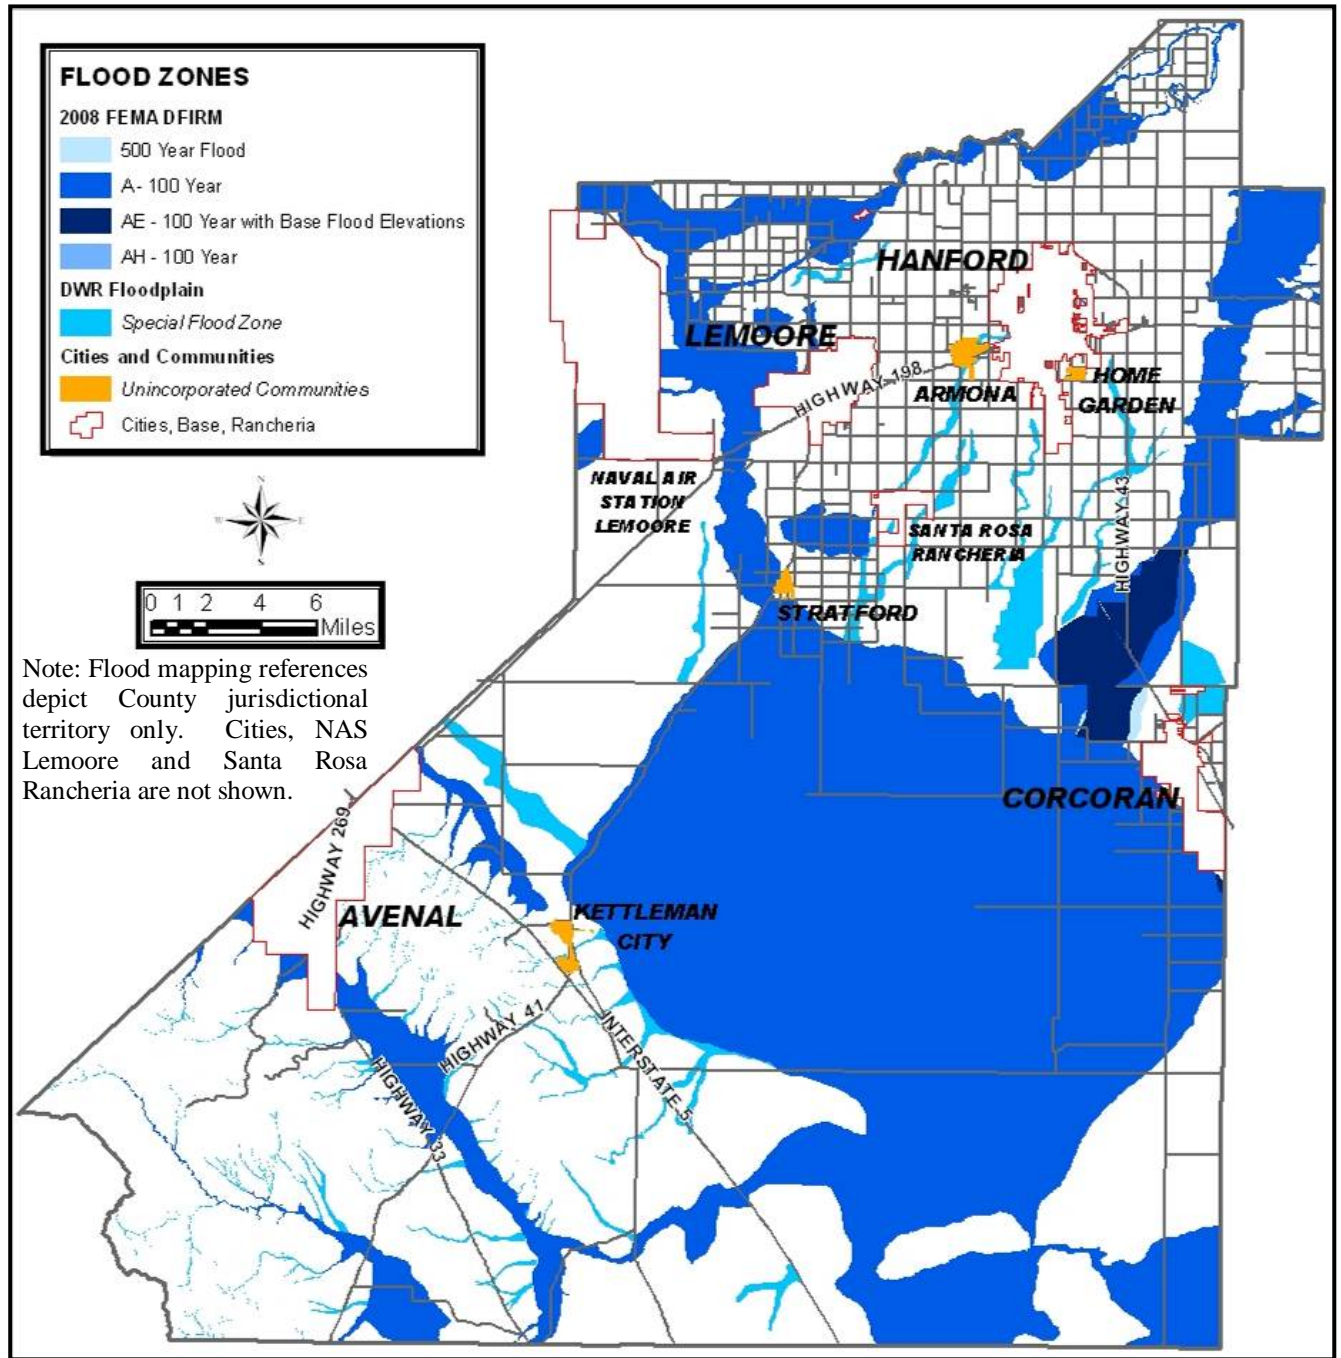 FLOOD ZONES
2008 FEMA DFIRM
500 Year Flood
A- 100 Year
AE - 100 Year with Base Flood Elevations
AH - 100 Year
DWR Floodplain
Special Flood Zone
Cities and Communities
Unincorporated Communities
Cities, Base, Rancheria
N
W E
S
0 1 2 4 6
Miles
Note: Flood mapping references
depict County jurisdictional
territory only. Cities, NAS
Lemoore and Santa Rosa
Rancheria are not shown.
HANFORD
LEMOORE
HIGHWAY 198
ARMONA
HOME
GARDEN
NAVAL AIR
STATION
LEMOORE
SANTA ROSA
RANCHERIA
HIGHWAY 43
STRATFORD
CORCORAN
HIGHWAY 269
AVENAL
KETTLEMAN
CITY
HIGHWAY 41
INTERSTATE 5
HIGHWAY 33